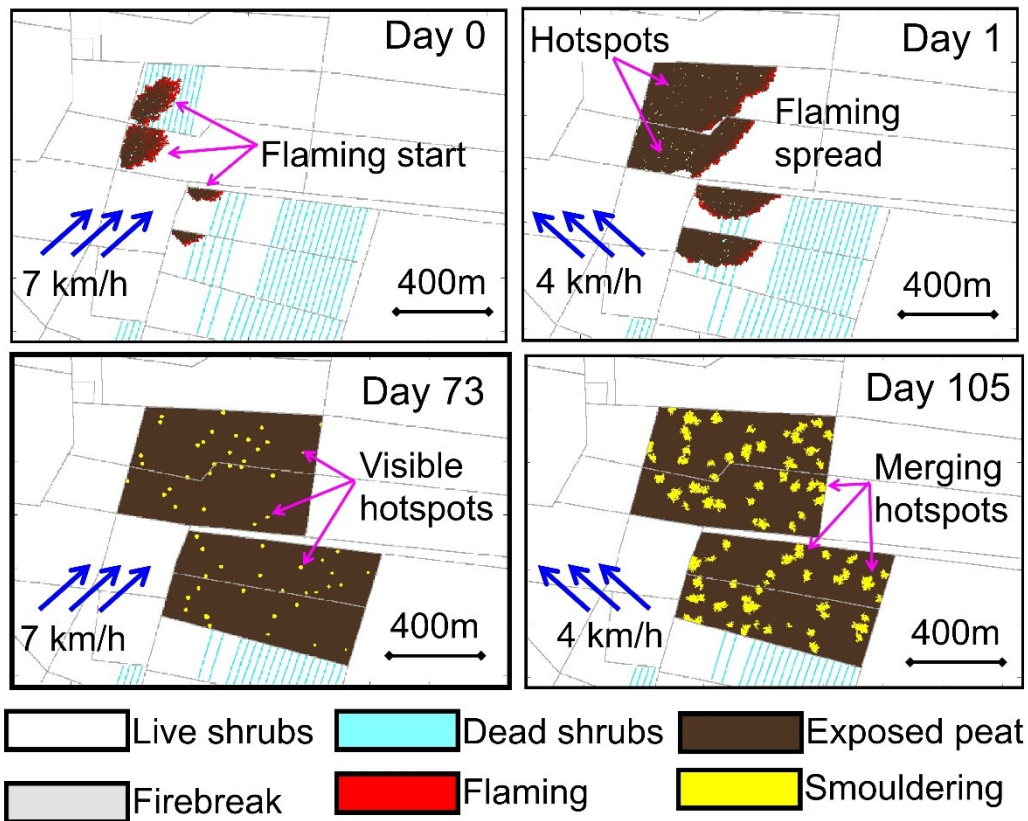 Day 0
Flaming start
7 km/h
400m
Hotspots
Day 1
Flaming
spread
4 km/h
400m
Day 73
Visible
hotspots
7 km/h
400m
Day 105
Merging
hotspots
4 km/h
400m
Live shrubs
Dead shrubs
Exposed peat
Firebreak
Flaming
Smouldering